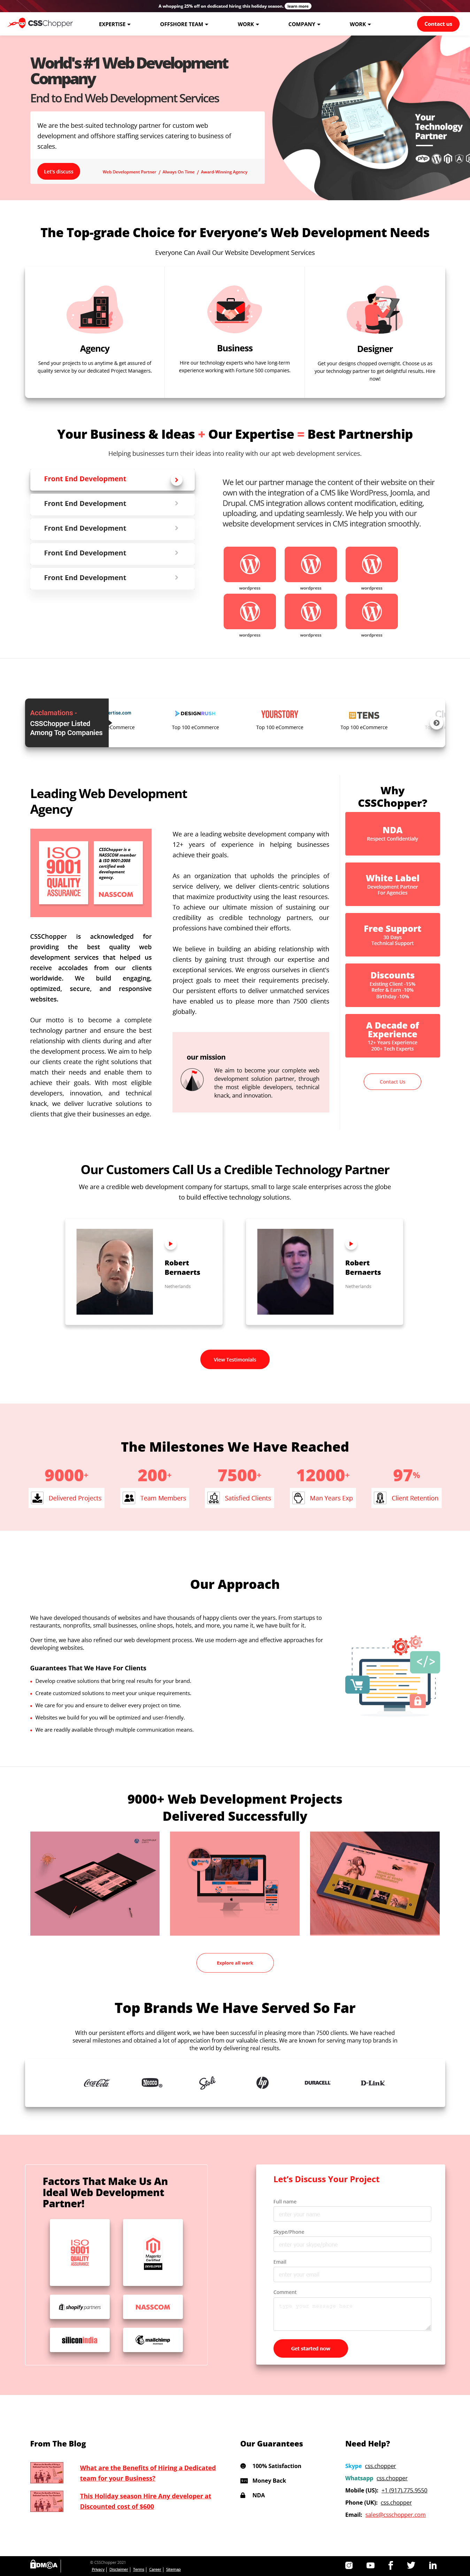 A whopping 25% off on dedicated hiring this holiday season. learn more
CSSChopper
EXPERTISE
OFFSHORE TEAM
WORK
COMPANY
WORK
Contact us
World's #1 Web Development
Company
End to End Web Development Services
We are the best-suited technology partner for custom web
development and offshore staffing services catering to business of
scales.
Let's discuss
Web Development Partner / Always On Time / Award-Winning Agency
Your
Technology
Partner
php
The Top-grade Choice for Everyone's Web Development Needs
Everyone Can Avail Our Website Development Services
Agency
Send your projects to us anytime & get assured of
quality service by our dedicated Project Managers.
Business
Hire our technology experts who have long-term
experience working with Fortune 500 companies.
Designer
Get your designs chopped overnight. Choose us as
your technology partner to get delightful results. Hire
now!
Your Business & Ideas + Our Expertise = Best Partnership
Helping businesses turn their ideas into reality with our apt web development services.
Front End Development
Front End Development
Front End Development
Front End Development
Front End Development
We let our partner manage the content of their website on their
own with the integration of a CMS like WordPress, Joomla, and
Drupal. CMS integration allows content modification, editing,
uploading, and updating seamlessly. We help you with our
website development services in CMS integration smoothly.
wordpress
wordpress
wordpress
wordpress
wordpress
wordpress
Acclamations -
CSSChopper Listed
Among Top Companies
ertise.com
Commerce
DESIGNRUSH
Top 100 eCommerce
YOURSTORY
Top 100 eCommerce
TENS
Top 100 eCommerce
Leading Web Development
Agency
ISO
9001
QUALITY
ASSURANCE
CSSChopper is a
NASSCOM member
& ISO 9001:2008
certified web
development
agency.
NASSCOM
CSSChopper is acknowledged for
providing the best quality web
development services that helped us
receive accolades from our clients
worldwide. We build engaging,
optimized, secure, and responsive
websites.
Our motto is to become a complete
technology partner and ensure the best
relationship with clients during and after
the development process. We aim to help
our clients to be focused as our experts
match their needs and enable them to
achieve their goals. With most eligible
developers, innovation, and technical
knack, we deliver lucrative solutions to
clients that give their businesses an edge.
We are a leading website development company with
12+ years of experience in helping businesses
achieve their goals.
As an organization that upholds the principles of
service delivery, we deliver clients-centric solutions
that maximize productivity using the least resources.
To achieve our ultimate mission of sustaining our
credibility as credible technology partners, our
professions have combined their efforts.
We believe in building an abiding relationship with
clients by gaining trust through our expertise and
exceptional services. We engross ourselves in client's
project goals to meet their requirements precisely.
Our persistent efforts to deliver unmatched services
have enabled us to please more than 7500 clients
globally.
our mission
We aim to become your complete web
development solution partner, through
the most eligible developers, technical
knack, and innovation.
Why
CSSChopper?
NDA
Respect Confidentially
White Label
Development Partner
For Agencies
Free Support
30 Days
Technical Support
Discounts
Existing Client -15%
Refer & Earn -10%
Birthday -10%
A Decade of
Experience
12+ Years Experience
200+ Tech Experts
Contact Us
Our Customers Call Us a Credible Technology Partner
We are a credible web development company for startups, small to large scale enterprises across the globe
to build effective technology solutions.
Robert
Bernaerts
Netherlands
Robert
Bernaerts
Netherlands
View Testimonials
The Milestones We Have Reached
9000+
Delivered Projects
200+
Team Members
7500+
Satisfied Clients
12000+
Man Years Exp
97%
Client Retention
Our Approach
We have developed thousands of websites and have thousands of happy clients over the years. From startups to
restaurants, nonprofits, small businesses, online shops, hotels, and more, you name it, we have built for it.
Over time, we have also refined our web development process. We use modern-age and effective approaches for
developing websites.
Guarantees That We Have For Clients
Develop creative solutions that bring real results for your brand.
Create customized solutions to meet your unique requirements.
We care for you and ensure to deliver every project on time.
Websites we build for you will be optimized and user-friendly.
We are readily available through multiple communication means.
9000+ Web Development Projects
Delivered Successfully
Explore all work
Top Brands We Have Served So Far
With our persistent efforts and diligent work, we have been successful in pleasing more than 7500 clients. We have reached
several milestones and obtained a lot of appreciation from our valuable clients. We are known for serving many top brands in
the world by delivering real results.
Coca-Cola
NECCO
Stoli
hp
DURACELL
D-Link
Factors That Make Us An
Ideal Web Development
Partner!
ISO
9001
QUALITY
ASSURANCE
Magento
Certified
DEVELOPER
shopify partners
NASSCOM
siliconindia
mailchimp
Let's Discuss Your Project
Full name
Skype/Phone
Email
Comment
Get started now
From The Blog
What are the Benefits of Hiring a Dedicated
team for your Business?
This Holiday season Hire Any developer at
Discounted cost of $600
Our Guarantees
100% Satisfaction
Money Back
NDA
Need Help?
Skype css.chopper
Whatsapp css.chopper
Mobile (US): +1 (917).775.9550
Phone (UK): css.chopper
Email: sales@csschopper.com
DMCA
© CSSChopper 2021
Privacy | Disclaimer | Terms | Career | Sitemap